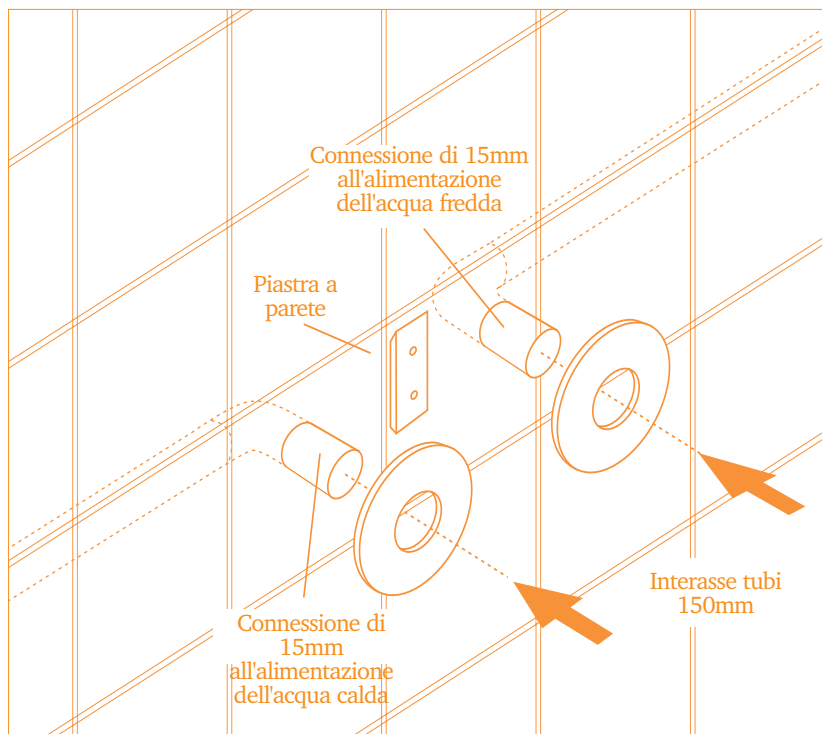 Connessione di 15mm
all'alimentazione
dell'acqua fredda
Piastra a
parete
Interasse tubi
150mm
Connessione di
15mm
all'alimentazione
dell'acqua calda